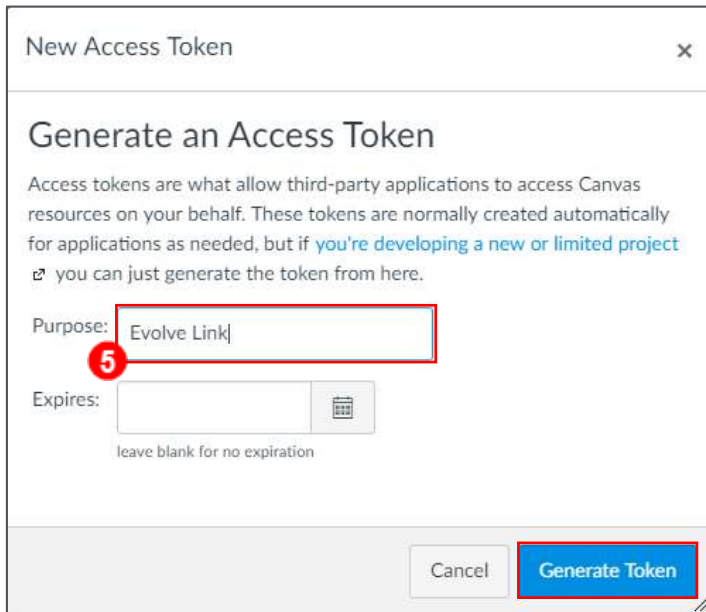 New Access Token ×
Generate an Access Token
Access tokens are what allow third-party applications to access Canvas
resources on your behalf. These tokens are normally created automatically
for applications as needed, but if you're developing a new or limited project
you can just generate the token from here.
Purpose: Evolve Link
5
Expires:
leave blank for no expiration
Cancel Generate Token